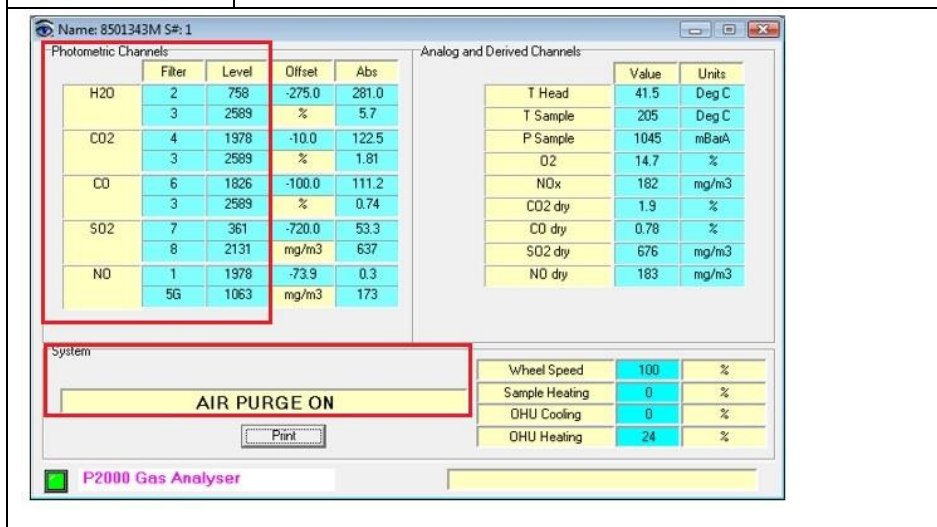 Name: 8501343M S#: 1
Photometric Channels
Filter Level Offset Abs
H2O 2 758 -275.0 281.0
3 2589 % 5.7
CO2 4 1978 -10.0 122.5
3 2589 % 1.81
CO 6 1826 -100.0 111.2
3 2589 % 0.74
SO2 7 361 -720.0 53.3
8 2131 mg/m3 637
NO 1 1978 -73.9 0.3
5G 1063 mg/m3 173
Analog and Derived Channels
Value Units
T Head 41.5 Deg C
T Sample 205 Deg C
P Sample 1045 mBarA
O2 14.7 %
NOx 182 mg/m3
CO2 dry 1.9 %
CO dry 0.78 %
SO2 dry 676 mg/m3
NO dry 183 mg/m3
System
AIR PURGE ON
Print
Wheel Speed 100 %
Sample Heating 0 %
OHU Cooling 0 %
OHU Heating 24 %
P2000 Gas Analyser